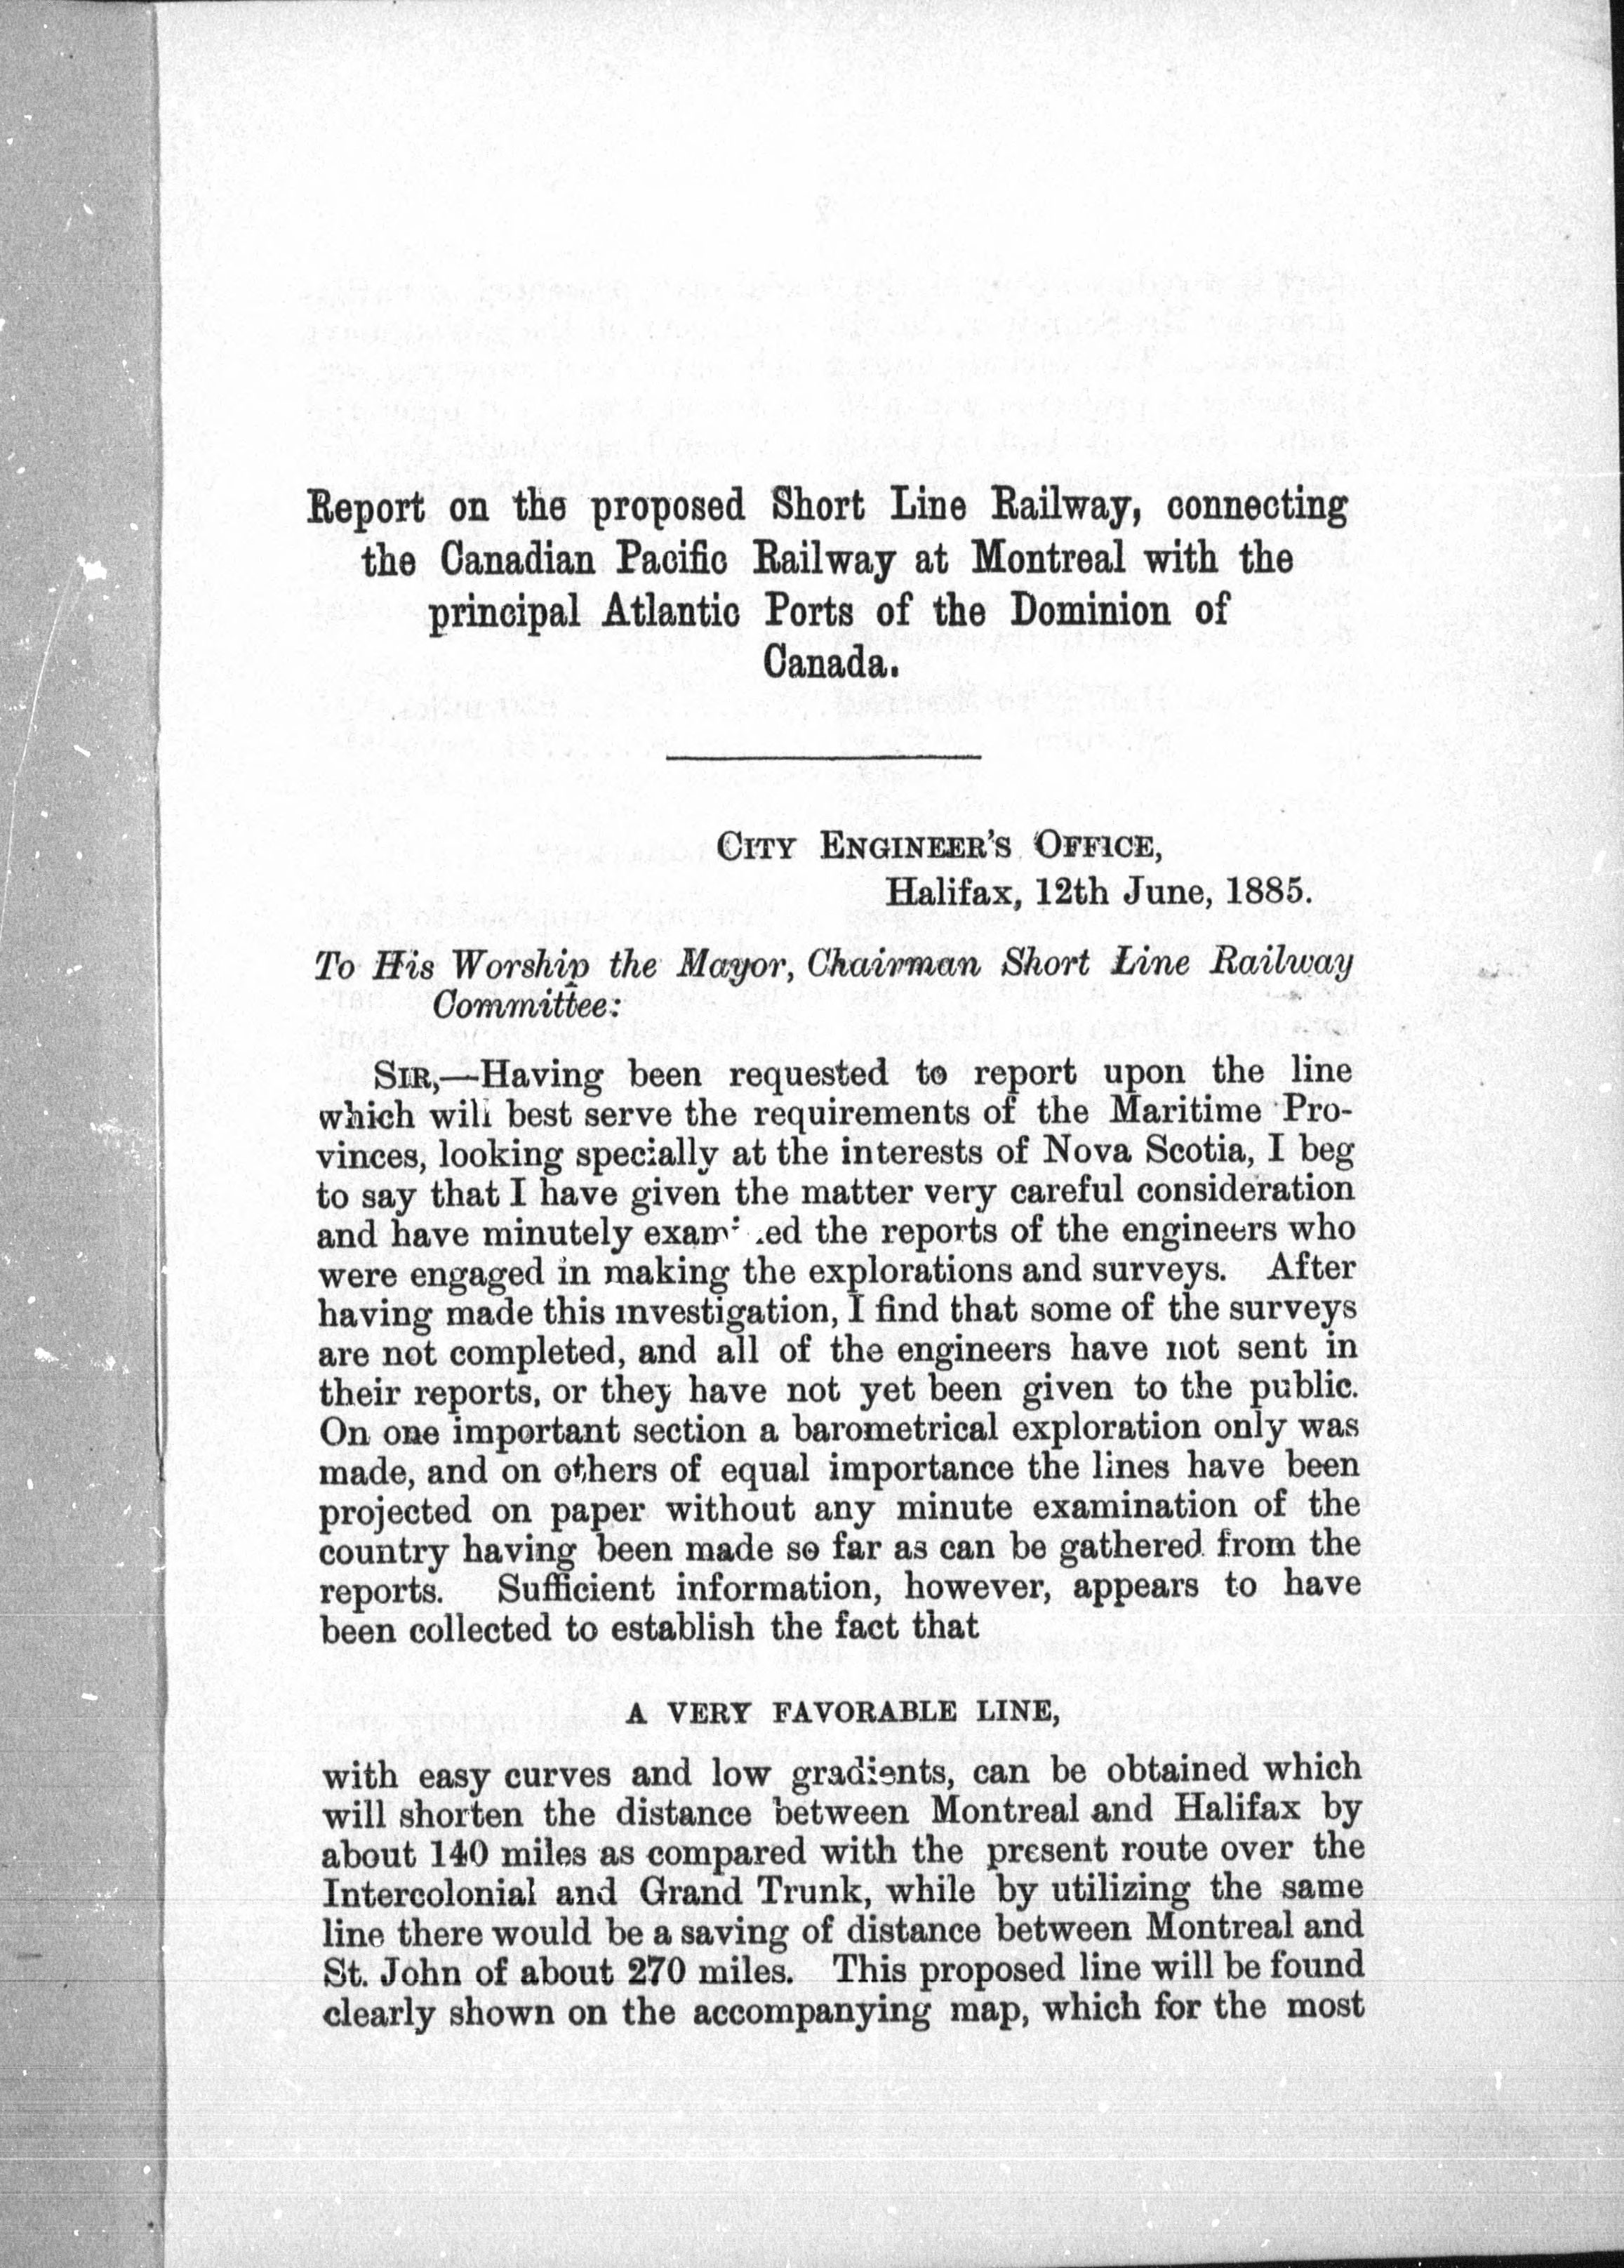 Report on the proposed Short Line Railway, connecting
the Canadian Pacific Railway at Montreal with the
principal Atlantic Ports of the Dominion of
Canada.
CITY ENGINEER'S OFFICE,
Halifax, 12th June, 1885.
To His Worship the Mayor, Chairman Short Line Railway
Committee:
SIR,—Having been requested to report upon the line
which will best serve the requirements of the Maritime Pro-
vinces, looking specially at the interests of Nova Scotia, I beg
to say that I have given the matter very careful consideration
and have minutely examined the reports of the engineers who
were engaged in making the explorations and surveys. After
having made this investigation, I find that some of the surveys
are not completed, and all of the engineers have not sent in
their reports, or they have not yet been given to the public.
On one important section a barometrical exploration only was
made, and on others of equal importance the lines have been
projected on paper without any minute examination of the
country having been made so far as can be gathered from the
reports. Sufficient information, however, appears to have
been collected to establish the fact that
A VERY FAVORABLE LINE,
with easy curves and low gradients, can be obtained which
will shorten the distance between Montreal and Halifax by
about 140 miles as compared with the present route over the
Intercolonial and Grand Trunk, while by utilizing the same
line there would be a saving of distance between Montreal and
St. John of about 270 miles. This proposed line will be found
clearly shown on the accompanying map, which for the most